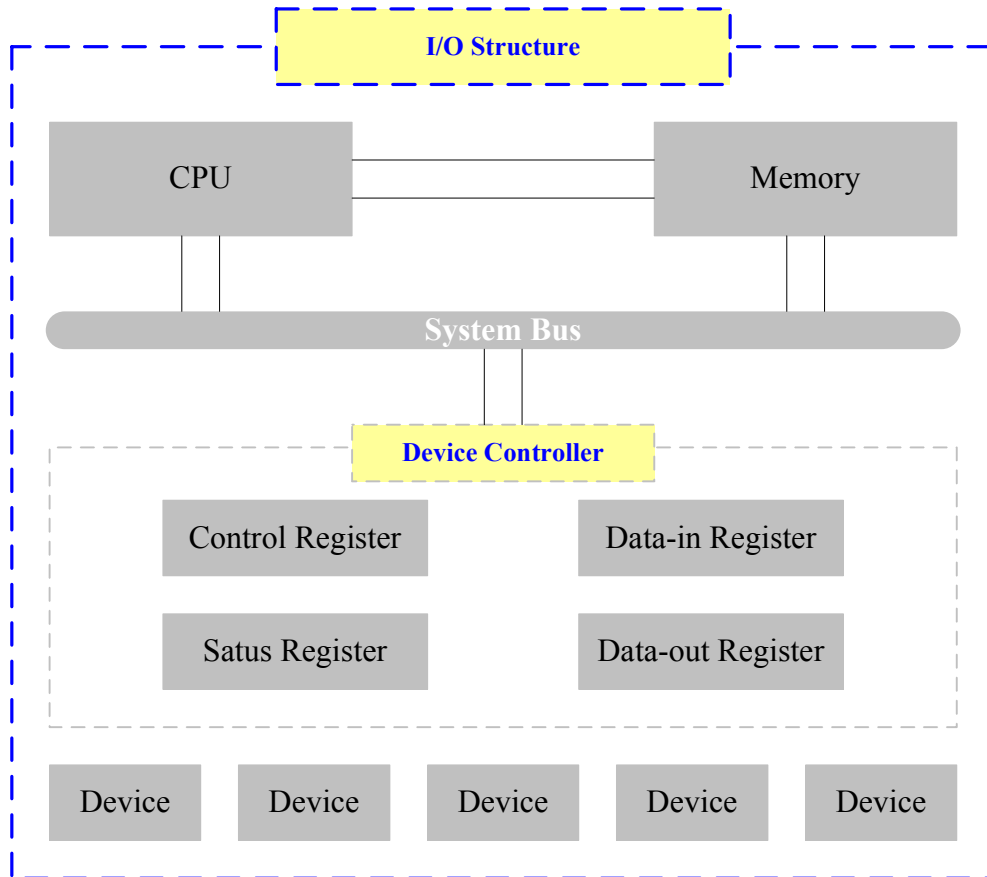 I/O Structure
CPU
Memory
System Bus
Device Controller
Control Register
Data-in Register
Satus Register
Data-out Register
Device
Device
Device
Device
Device